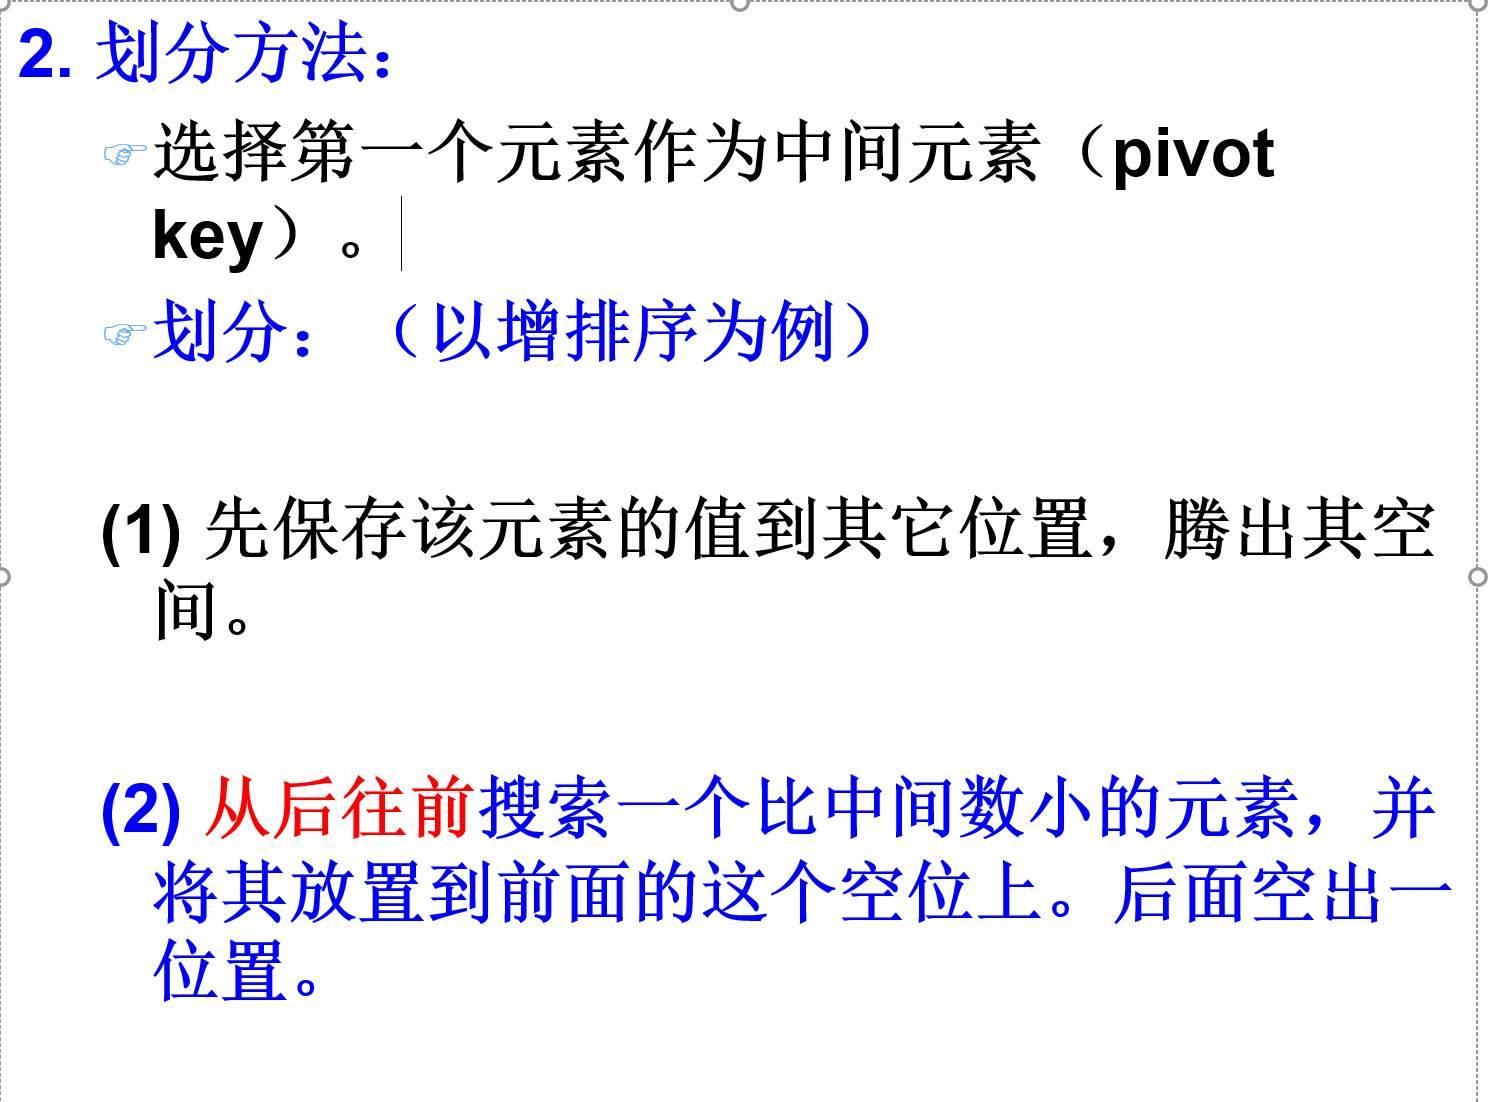 2. 划分方法：
☞选择第一个元素作为中间元素（pivot
key）。
☞划分：（以增排序为例）
(1) 先保存该元素的值到其它位置，腾出其空
间。
(2) 从后往前搜索一个比中间数小的元素，并
将其放置到前面的这个空位上。后面空出一
位置。